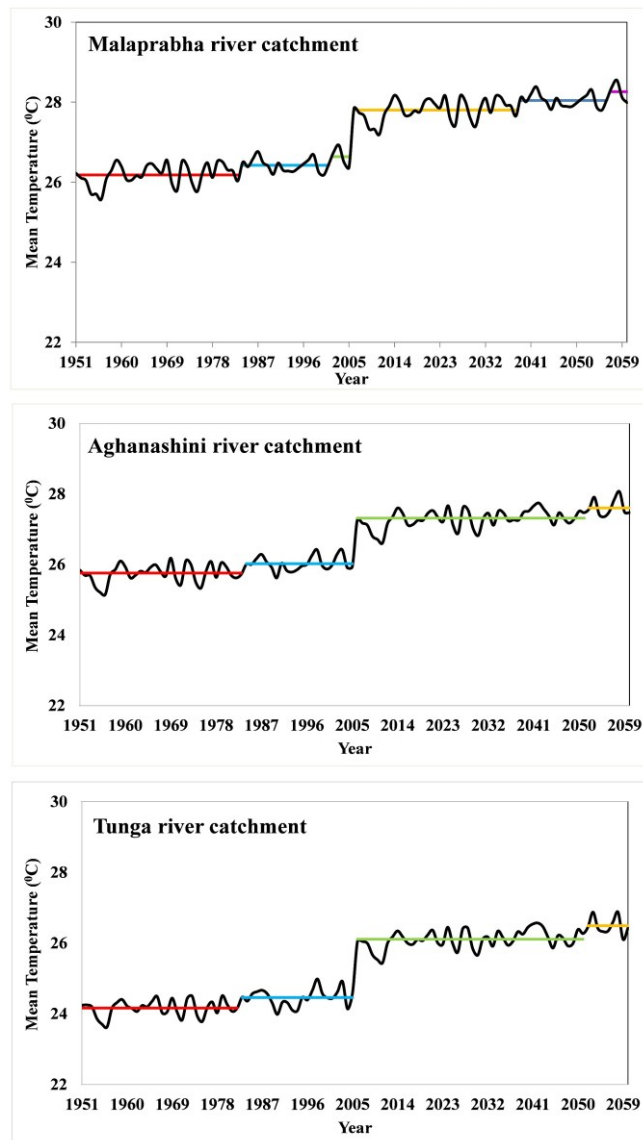 Malaprabha river catchment
Mean Temperature (⁰C)
30
28
26
24
22
1951 1960 1969 1978 1987 1996 2005 2014 2023 2032 2041 2050 2059
Year
Aghanashini river catchment
Mean Temperature (⁰C)
30
28
26
24
22
1951 1960 1969 1978 1987 1996 2005 2014 2023 2032 2041 2050 2059
Year
Tunga river catchment
Mean Temperature (⁰C)
30
28
26
24
22
1951 1960 1969 1978 1987 1996 2005 2014 2023 2032 2041 2050 2059
Year